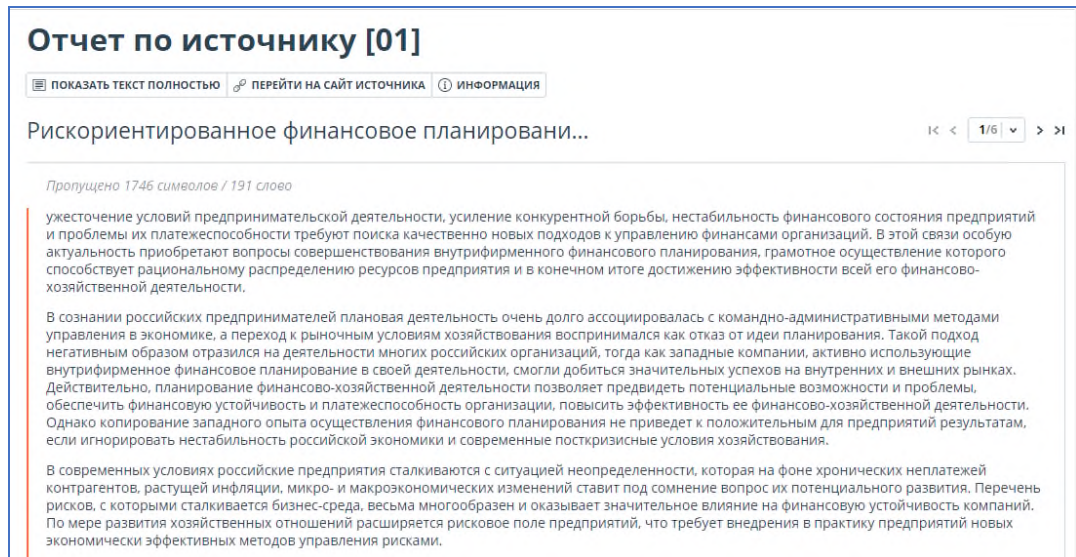 Отчет по источнику [01]
ПОКАЗАТЬ ТЕКСТ ПОЛНОСТЬЮ ПЕРЕЙТИ НА САЙТ ИСТОЧНИКА ИНФОРМАЦИЯ
Рискориентированное финансовое планировани... 1/6
Пропущено 1746 символов / 191 слово
ужесточение условий предпринимательской деятельности, усиление конкурентной борьбы, нестабильность финансового состояния предприятий
и проблемы их платежеспособности требуют поиска качественно новых подходов к управлению финансами организаций. В этой связи особую
актуальность приобретают вопросы совершенствования внутрифирменного финансового планирования, грамотное осуществление которого
способствует рациональному распределению ресурсов предприятия и в конечном итоге достижению эффективности всей его финансово-
хозяйственной деятельности.
В сознании российских предпринимателей плановая деятельность очень долго ассоциировалась с командно-административными методами
управления в экономике, а переход к рыночным условиям хозяйствования воспринимался как отказ от идеи планирования. Такой подход
негативным образом отразился на деятельности многих российских организаций, тогда как западные компании, активно использующие
внутрифирменное финансовое планирование в своей деятельности, смогли добиться значительных успехов на внутренних и внешних рынках.
Действительно, планирование финансово-хозяйственной деятельности позволяет предвидеть потенциальные возможности и проблемы,
обеспечить финансовую устойчивость и платежеспособность организации, повысить эффективность ее финансово-хозяйственной деятельности.
Однако копирование западного опыта осуществления финансового планирования не приведет к положительным для предприятий результатам,
если игнорировать нестабильность российской экономики и современные посткризисные условия хозяйствования.
В современных условиях российские предприятия сталкиваются с ситуацией неопределенности, которая на фоне хронических неплатежей
контрагентов, растущей инфляции, микро- и макроэкономических изменений ставит под сомнение вопрос их потенциального развития. Перечень
рисков, с которыми сталкивается бизнес-среда, весьма многообразен и оказывает значительное влияние на финансовую устойчивость компаний.
По мере развития хозяйственных отношений расширяется рисковое поле предприятий, что требует внедрения в практику предприятий новых
экономически эффективных методов управления рисками.